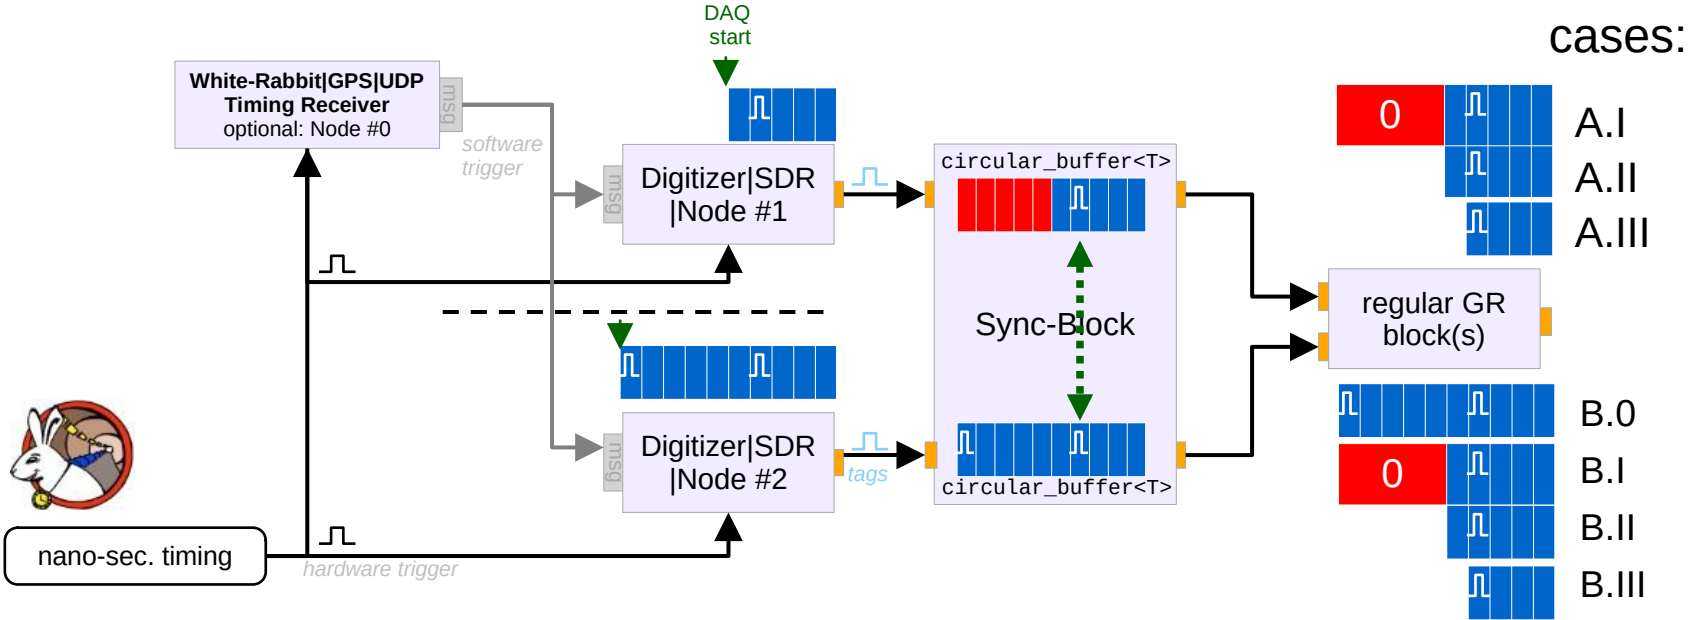 DAQ
start
cases:
White-Rabbit|GPS|UDP
Timing Receiver
optional: Node #0
msg
software
trigger
msg
Digitizer|SDR
|Node #1
circular_buffer<T>
0
A.I
A.II
A.III
Sync-Block
regular GR
block(s)
msg
Digitizer|SDR
|Node #2
tags
circular_buffer<T>
B.0
0
B.I
B.II
B.III
nano-sec. timing
hardware trigger